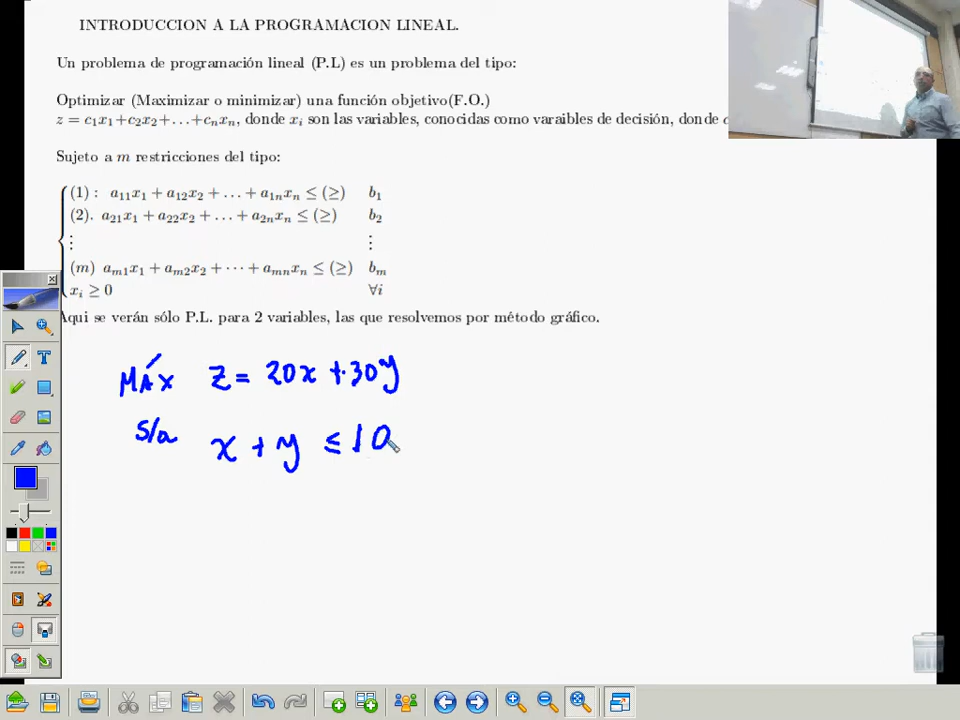 INTRODUCCION A LA PROGRAMACION LINEAL.
Un problema de programación lineal (P.L) es un problema del tipo:
Optimizar (Maximizar o minimizar) una función objetivo(F.O.)
z = c₁x₁+c₂x₂+…+cₙxₙ, donde xᵢ son las variables, conocidas como varaibles de decisión, donde c
Sujeto a m restricciones del tipo:
(1) : a₁₁x₁ + a₁₂x₂ + … + a₁ₙxₙ ≤ (≥) b₁
(2). a₂₁x₁ + a₂₂x₂ + … + a₂ₙxₙ ≤ (≥) b₂
⋮ ⋮
(m) aₘ₁x₁ + aₘ₂x₂ + ⋯ + aₘₙxₙ ≤ (≥) bₘ
xᵢ ≥ 0 ∀i
Aqui se verán sólo P.L. para 2 variables, las que resolvemos por método gráfico.
MÁX z = 20x + 30y
S/a x + y ≤ 10